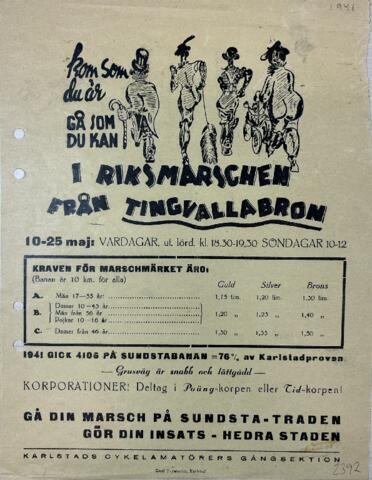 1941
kom som
du är
GÅ SOM
DU KAN
I RIKSMARSCHEN
FRÅN TINGVALLABRON
10-25 maj: VARDAGAR, ut. lörd. kl. 18.30-19,30 SÖNDAGAR 10-12
KRAVEN FÖR MARSCHMÄRKET ÄRO:
(Banan är 10 km. för alla) Guld Silver Brons
A. Män 17—55 år: 1,15 tim. 1,20 tim. 1,30 tim.
Damer 10—45 år
B. Män från 56 år 1,20 „ 1,25 „ 1,40 „
Pojkar 10—16 år
C. Damer från 46 år 1,30 „ 1,35 „ 1,50 „
1941 GICK 4106 PÅ SUNDSTABANAN =76% av Karlstadproven
— Grusväg är snabb och lättgådd —
KORPORATIONER! Deltag i Poäng-korpen eller Tid-korpen!
GÅ DIN MARSCH PÅ SUNDSTA-TRADEN
GÖR DIN INSATS - HEDRA STADEN
KARLSTADS CYKELAMATÖRERS GÅNGSEKTION
2392